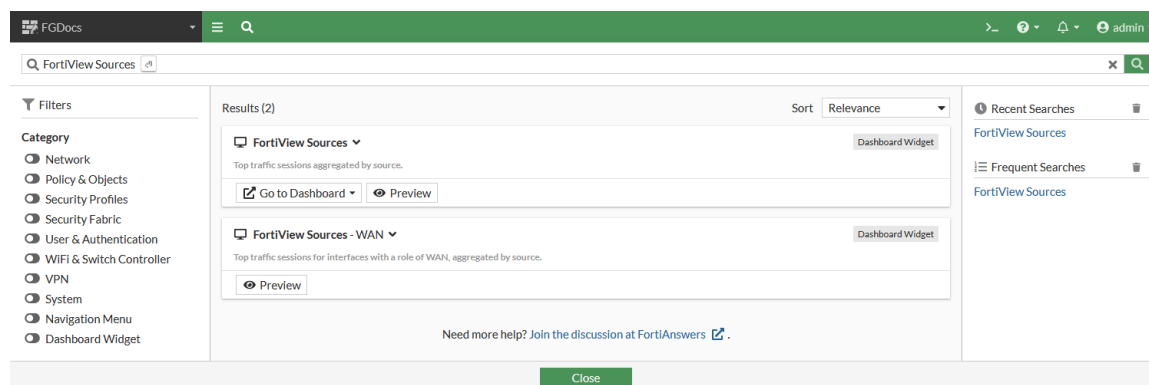 FGDocs
>_
admin
FortiView Sources
Filters
Category
Network
Policy & Objects
Security Profiles
Security Fabric
User & Authentication
WiFi & Switch Controller
VPN
System
Navigation Menu
Dashboard Widget
Results (2)
Sort Relevance
FortiView Sources
Dashboard Widget
Top traffic sessions aggregated by source.
Go to Dashboard
Preview
FortiView Sources - WAN
Dashboard Widget
Top traffic sessions for interfaces with a role of WAN, aggregated by source.
Preview
Need more help? Join the discussion at FortiAnswers .
Recent Searches
FortiView Sources
Frequent Searches
FortiView Sources
Close